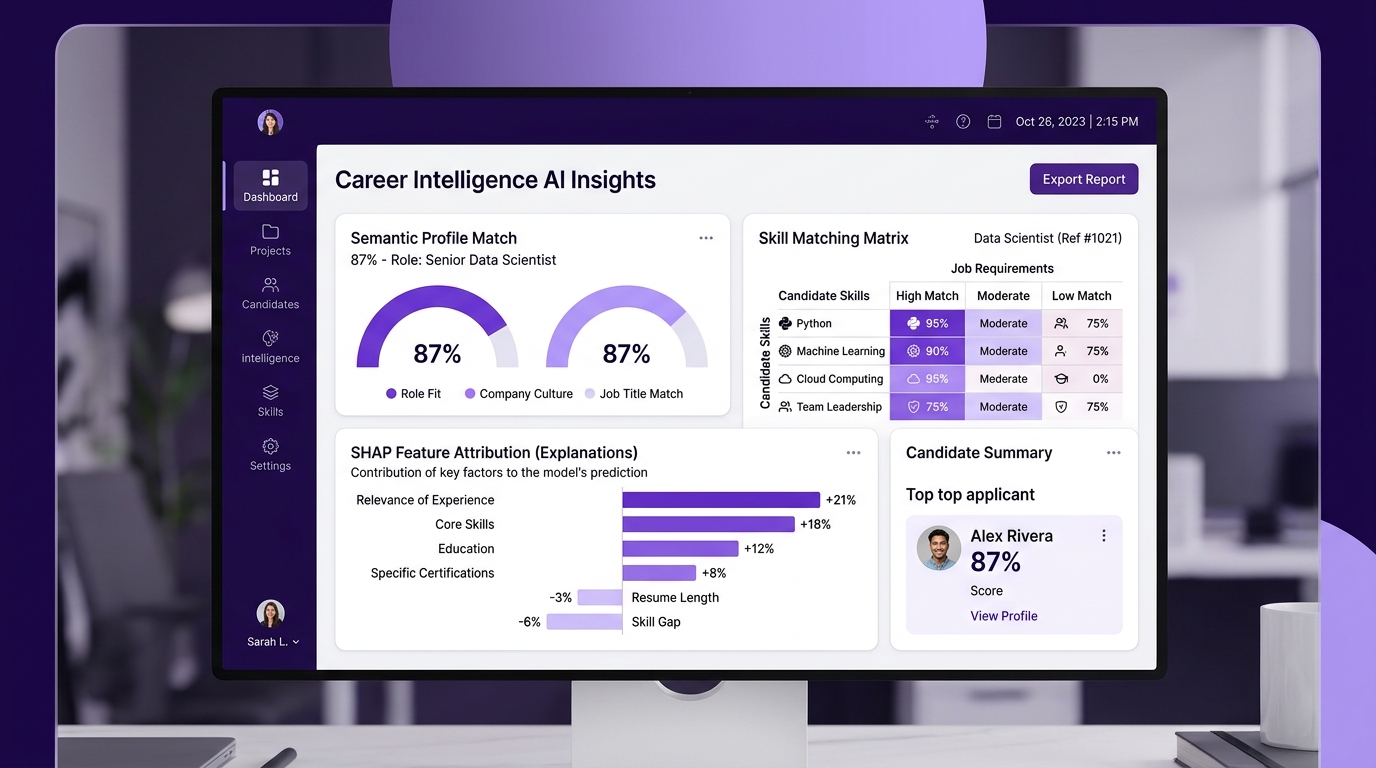 Oct 26, 2023 | 2:15 PM
Dashboard
Projects
Candidates
intelligence
Skills
Settings
Sarah L.
Career Intelligence AI Insights
Export Report
Semantic Profile Match
87% - Role: Senior Data Scientist
87%
87%
Role Fit
Company Culture
Job Title Match
Skill Matching Matrix
Data Scientist (Ref #1021)
Job Requirements
Candidate Skills
Candidate Skills High Match Moderate Low Match
Python 95% Moderate 75%
Machine Learning 90% Moderate 75%
Cloud Computing 95% Mederate 0%
Team Leadership 75% Moderate 75%
SHAP Feature Attribution (Explanations)
Contribution of key factors to the model's prediction
Relevance of Experience +21%
Core Skills +18%
Education +12%
Specific Certifications +8%
-3% Resume Length
-6% Skill Gap
Candidate Summary
Top top applicant
Alex Rivera
87%
Score
View Profile